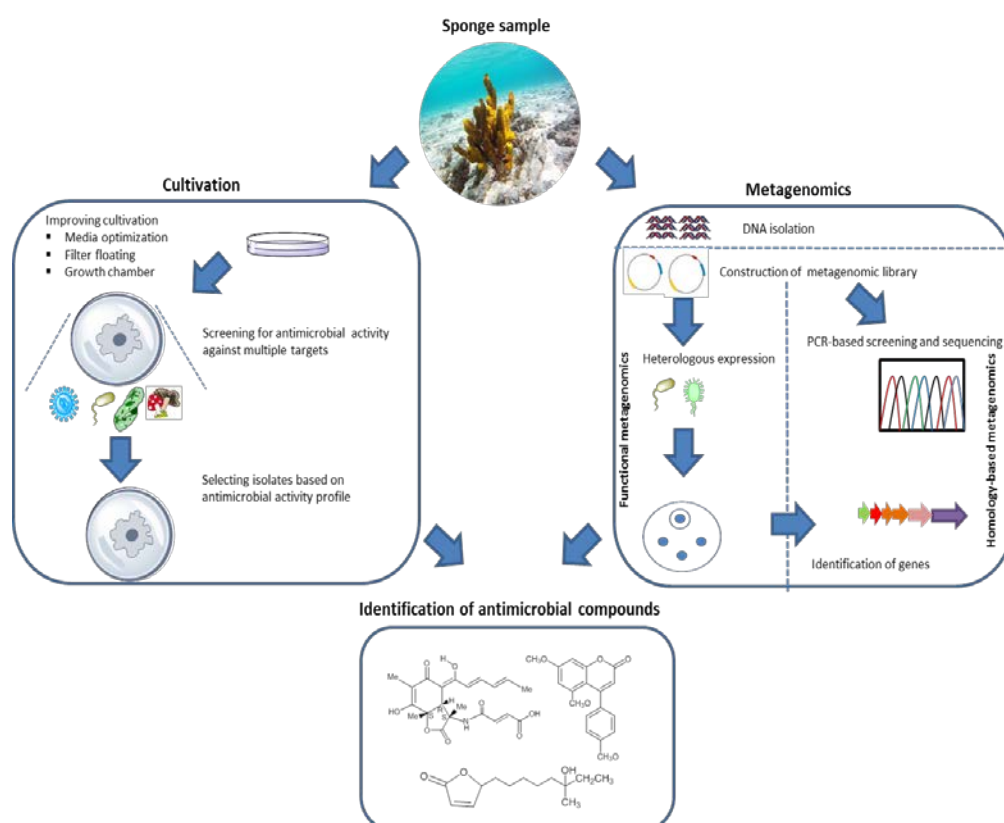 Sponge sample
Cultivation
Improving cultivation
▪ Media optimization
▪ Filter floating
▪ Growth chamber
Screening for antimicrobial activity
against multiple targets
Selecting isolates based on
antimicrobial activity profile
Metagenomics
DNA isolation
Construction of metagenomic library
Functional metagenomics
Heterologous expression
PCR-based screening and sequencing
Homology-based metagenomics
Identification of genes
Identification of antimicrobial compounds
H
O
O
Me
Me
HO
Me
S
R
H
S
Me
N
H
O
O
O
OH
O
CH₃O
O
O
CH₃O
CH₃O
O
O
OH
CH₂CH₃
CH₃